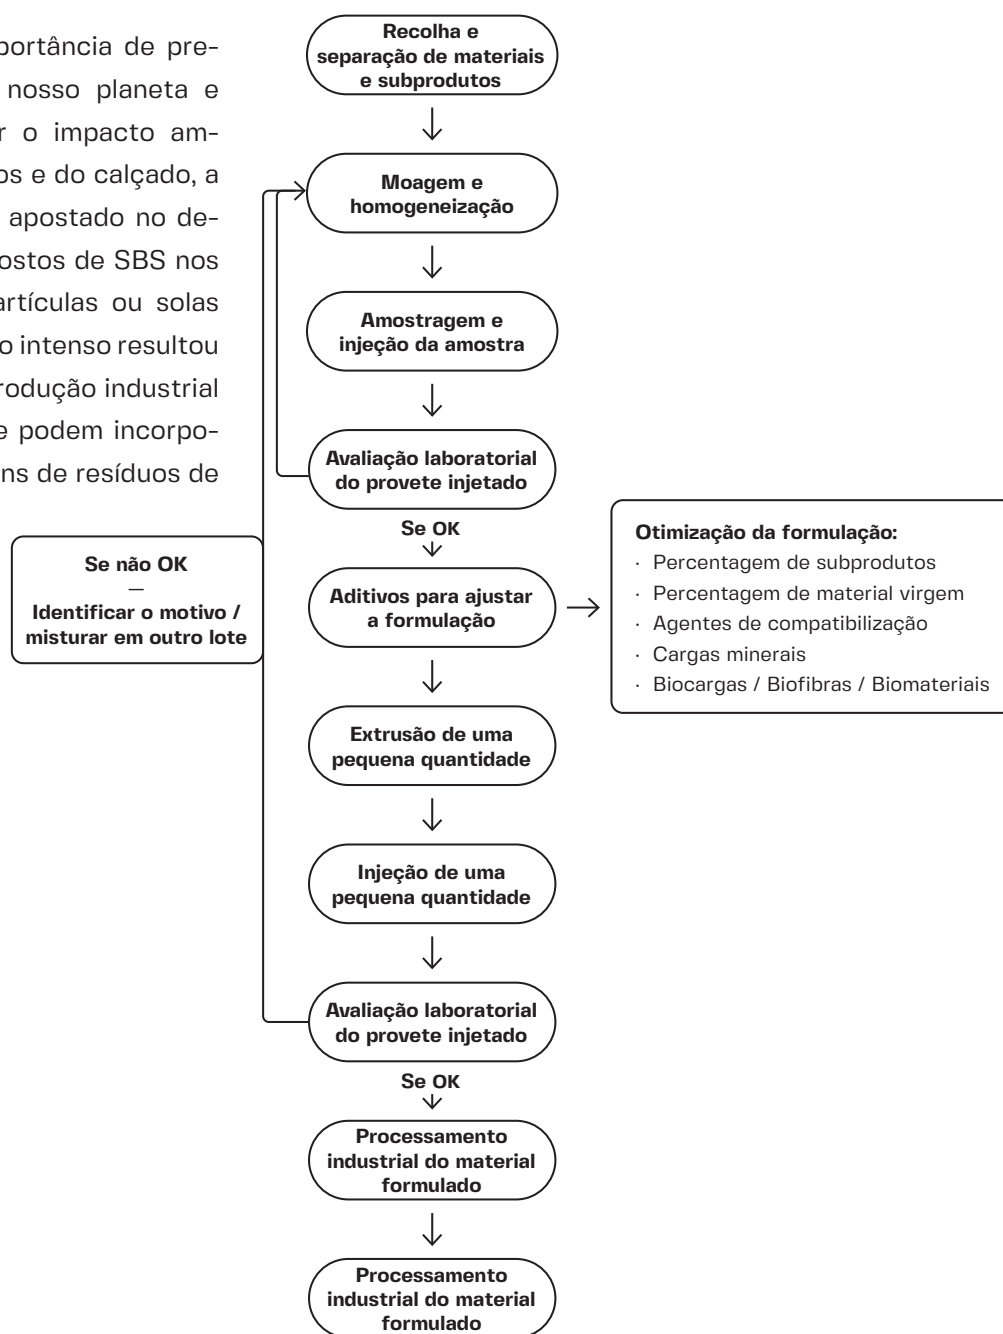 portância de pre-
nosso planeta e
r o impacto am-
os e do calçado, a
apostado no de-
ostos de SBS nos
artículas ou solas
o intenso resultou
rodução industrial
e podem incorpo-
ns de resíduos de
Recolha e
separação de materiais
e subprodutos
Moagem e
homogeneização
Amostragem e
injeção da amostra
Avaliação laboratorial
do provete injetado
Se OK
Se não OK
—
Identificar o motivo /
misturar em outro lote
Aditivos para ajustar
a formulação
Otimização da formulação:
· Percentagem de subprodutos
· Percentagem de material virgem
· Agentes de compatibilização
· Cargas minerais
· Biocargas / Biofibras / Biomateriais
Extrusão de uma
pequena quantidade
Injeção de uma
pequena quantidade
Avaliação laboratorial
do provete injetado
Se OK
Processamento
industrial do material
formulado
Processamento
industrial do material
formulado